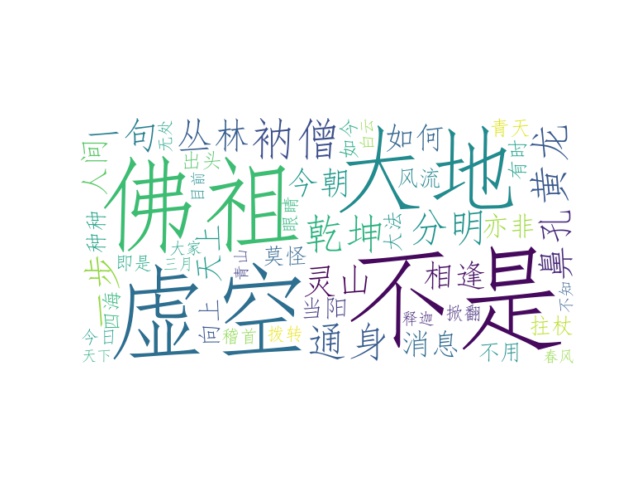 一句
无处
丛林
衲僧
如今
白云
如何
青天
有时
黄龙
人间
佛祖
出头
目前
眼睛
今朝
风流
大地
种种
一步
即是
大家
三月
天上
青山
莫怪
乾坤
大法
分明
亦非
鼻孔
四海
今日
天下
虚空
向上
稽首
拨转
灵山
当阳
通身
消息
释迦
掀翻
相逢
不是
不用
拄杖
春风
不知